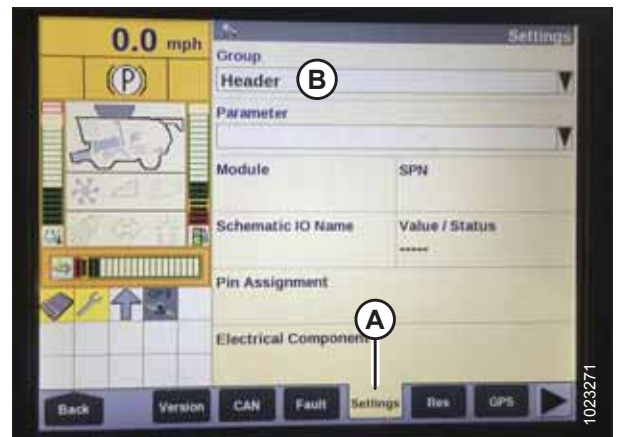 0.0 mph
Settings
(P)
Group
Header
B
Parameter
Module
SPN
Schematic IO Name
Value / Status
-----
Pin Assignment
A
Electrical Component
Back
Version
CAN
Fault
Settings
Res
GPS
1023271